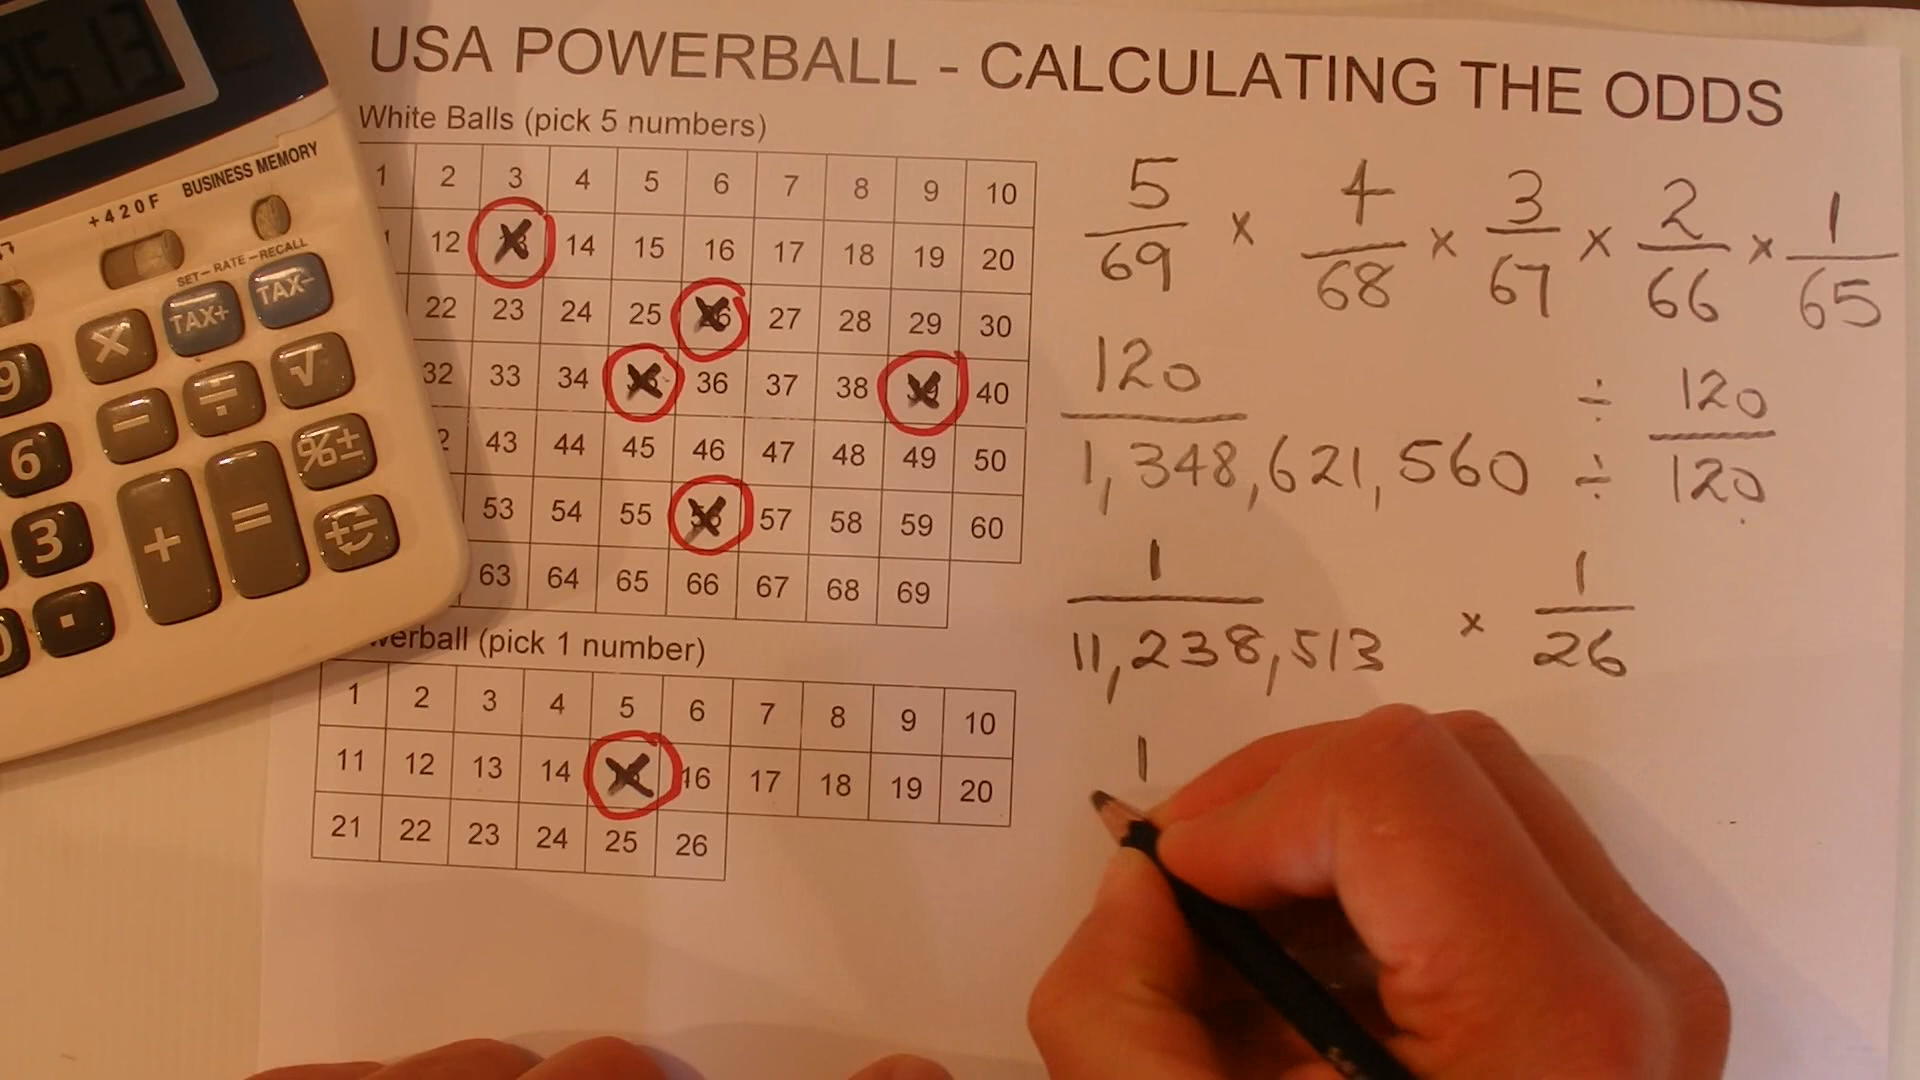 USA POWERBALL - CALCULATING THE ODDS
White Balls (pick 5 numbers)
1 2 3 4 5 6 7 8 9 10
12 14 15 16 17 18 19 20
22 23 24 25 27 28 29 30
32 33 34 36 37 38 40
43 44 45 46 47 48 49 50
53 54 55 57 58 59 60
63 64 65 66 67 68 69
werball (pick 1 number)
1 2 3 4 5 6 7 8 9 10
11 12 13 14 16 17 18 19 20
21 22 23 24 25 26
5/69 × 4/68 × 3/67 × 2/66 × 1/65
120 ÷ 120
1,348,621,560 ÷ 120
1/11,238,513 × 1/26
1
8513
BUSINESS MEMORY
+420F
SET-RATE-RECALL
× TAX+ TAX-
9 − ÷ √
6 + = %±
3
.